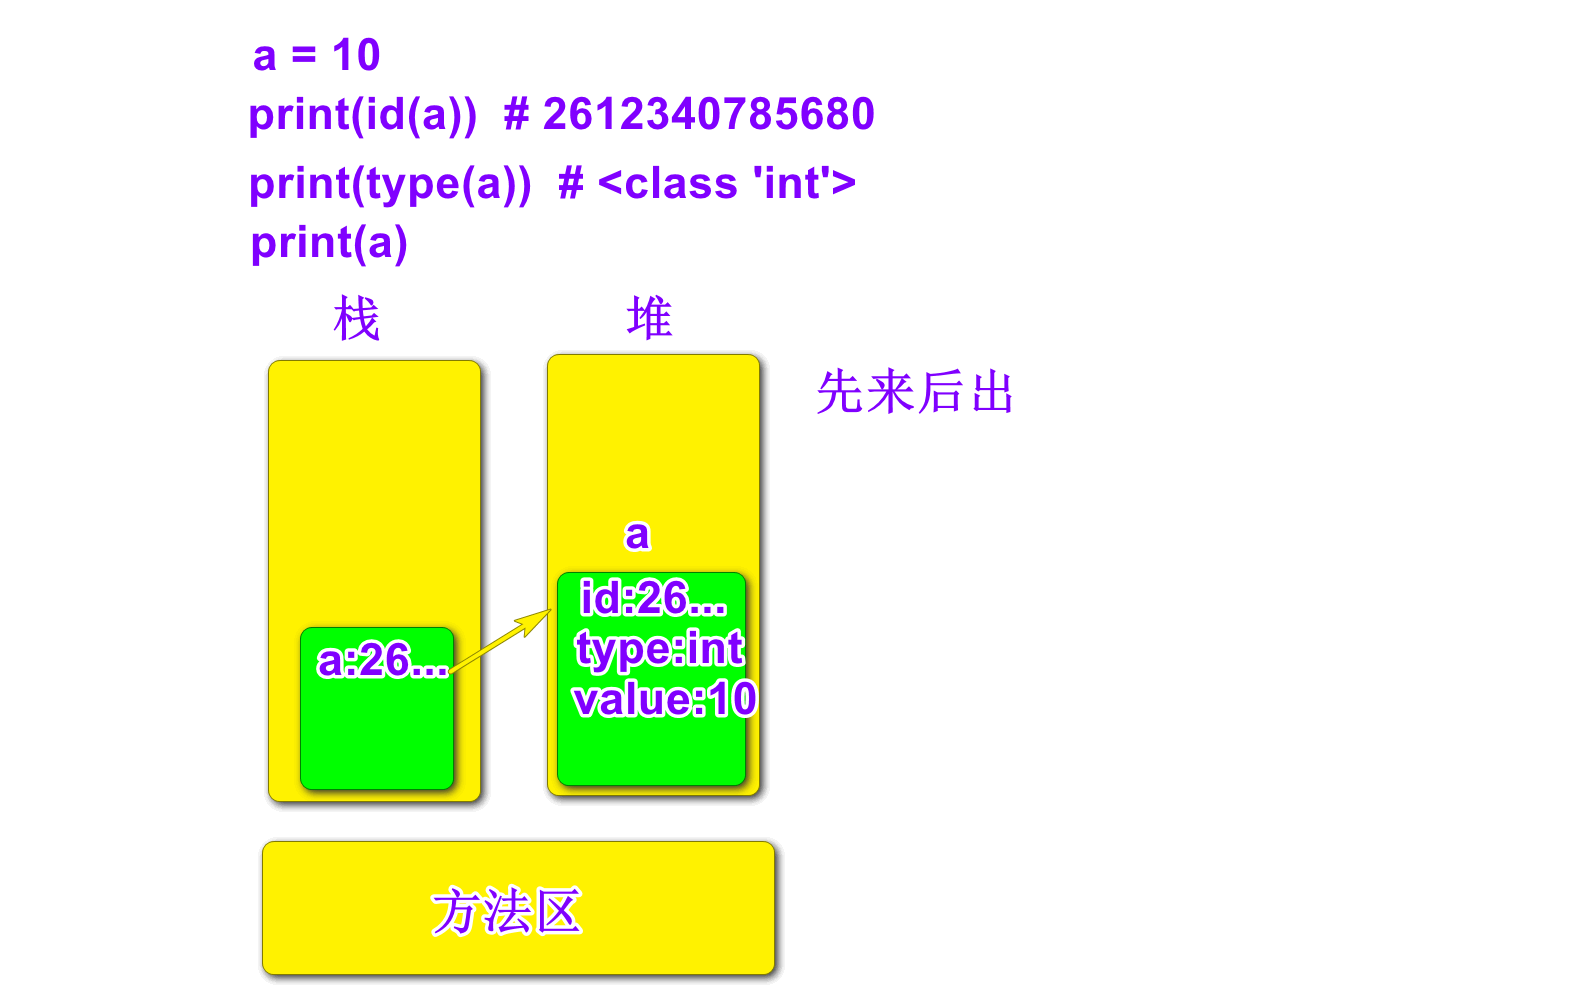 a = 10
print(id(a))  # 2612340785680
print(type(a))  # <class 'int'>
print(a)
栈
堆
先来后出
a
id:26...
type:int
value:10
a:26...
方法区